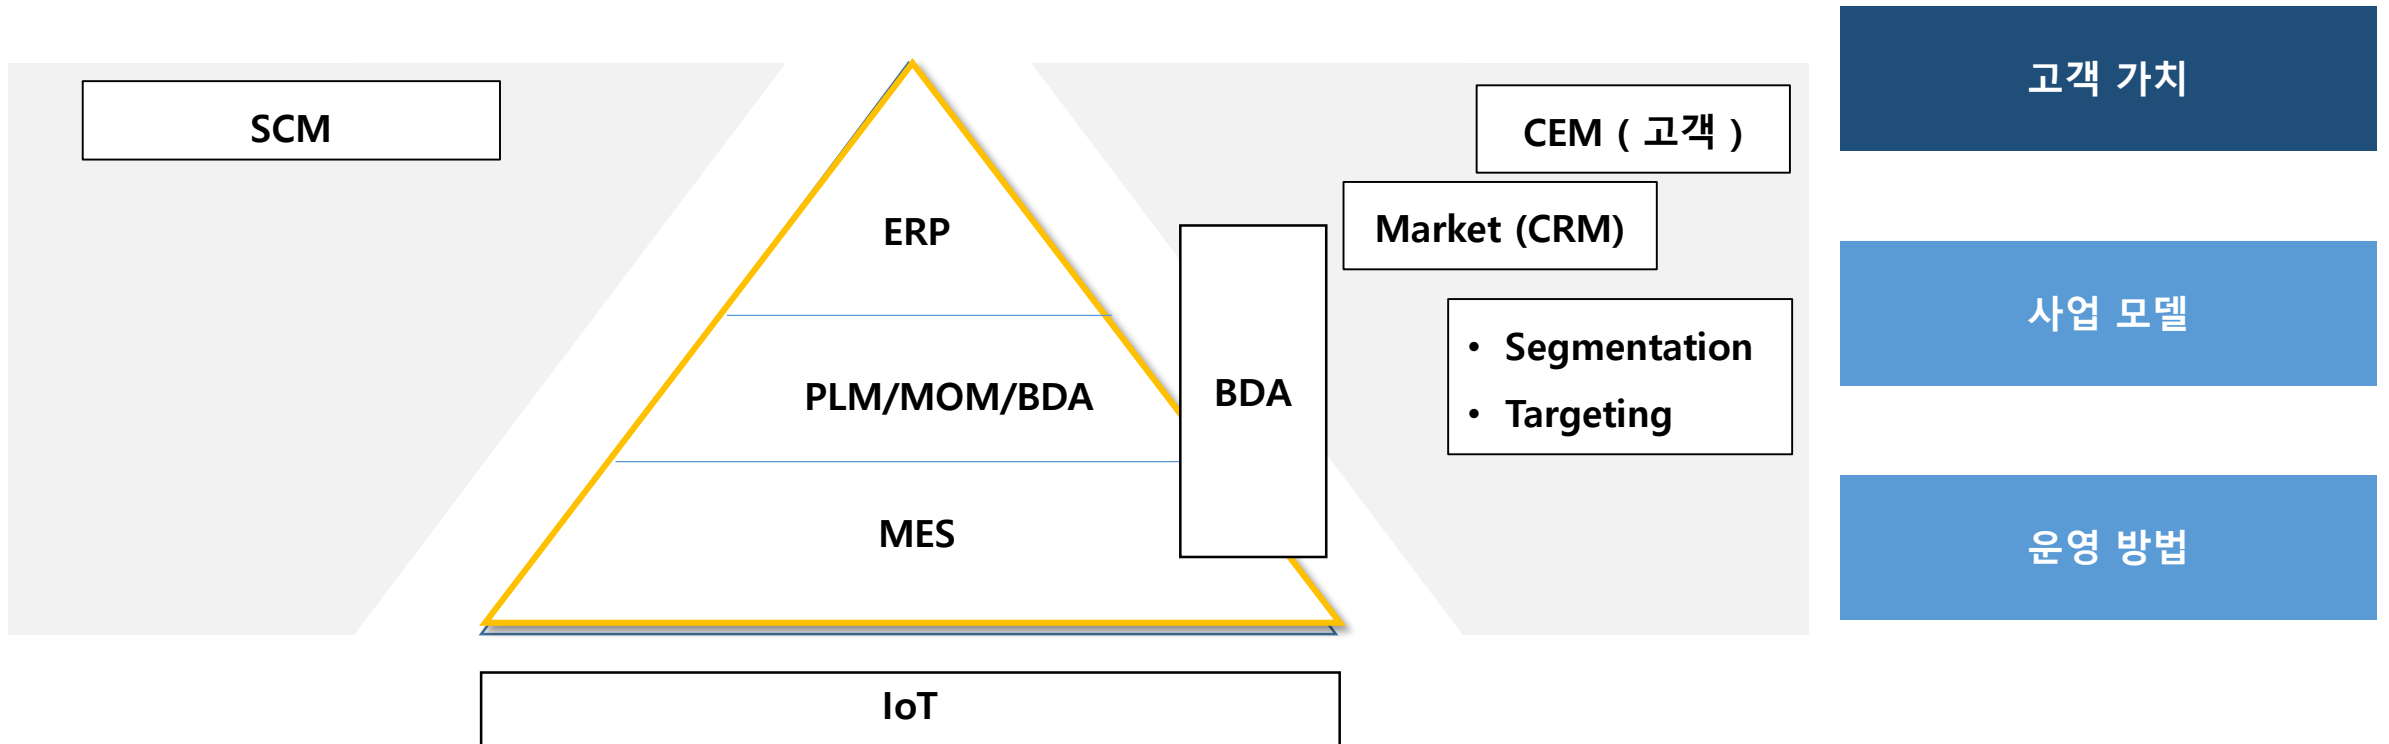 SCM
ERP
PLM/MOM/BDA
MES
IoT
BDA
CEM ( 고객 )
Market (CRM)
• Segmentation
• Targeting
고객 가치
사업 모델
운영 방법